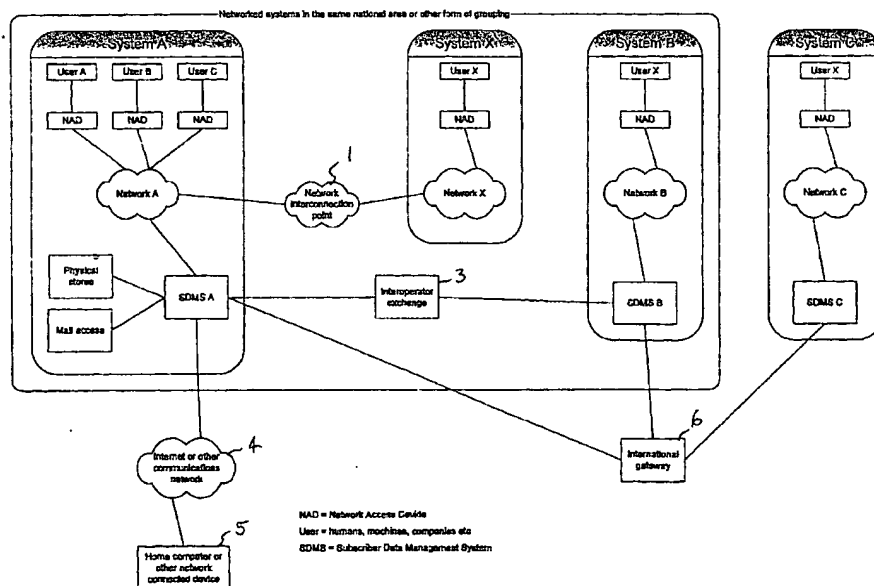 Networked systems in the same national area or other form of grouping
System A
System X
System B
System C
User A
User B
User C
User X
User X
User X
NAD
NAD
NAD
NAD
NAD
NAD
1
Network A
Network interconnection point
Network X
Network B
Network C
Physical stores
Mail access
SDMS A
3
Interoperator exchange
SDMS B
SDMS C
4
Internet or other communications network
6
International gateway
5
Home computer or other network connected device
NAD = Network Access Device
User = humans, machines, companies etc
SDMS = Subscriber Data Management System